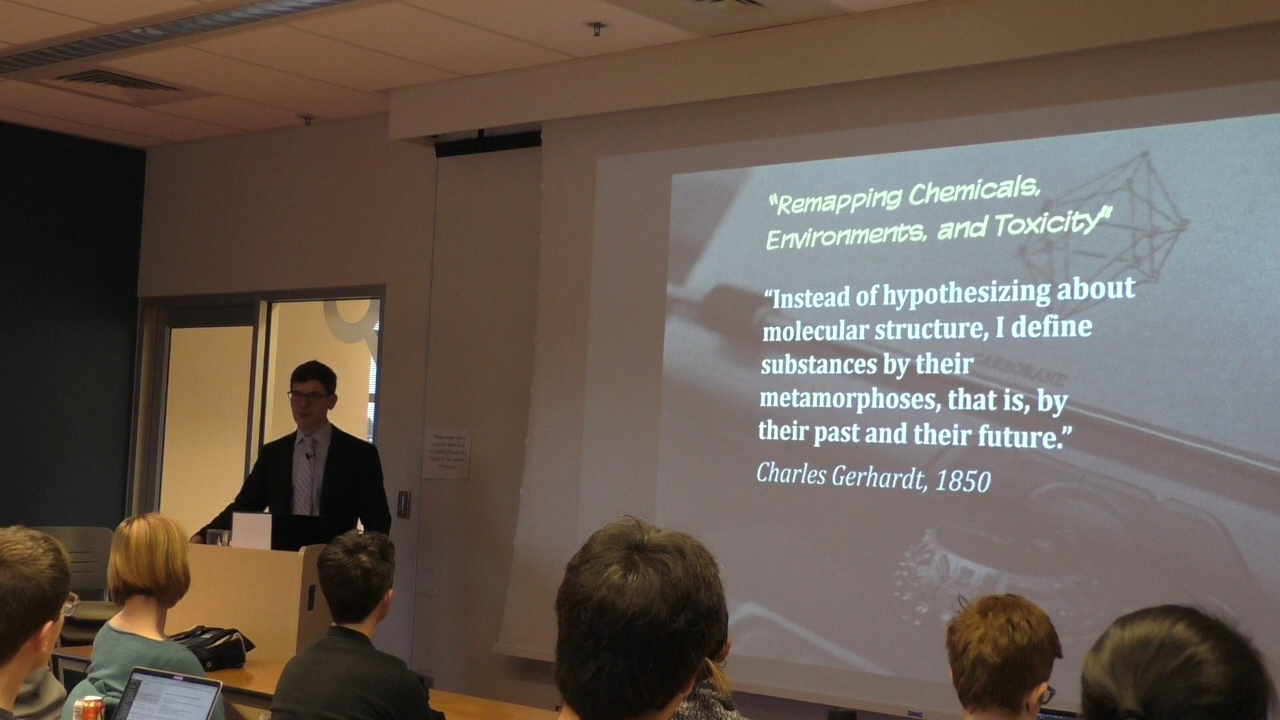 "Remapping Chemicals,
Environments, and Toxicity"
“Instead of hypothesizing about
molecular structure, I define
substances by their
metamorphoses, that is, by
their past and their future.”
Charles Gerhardt, 1850